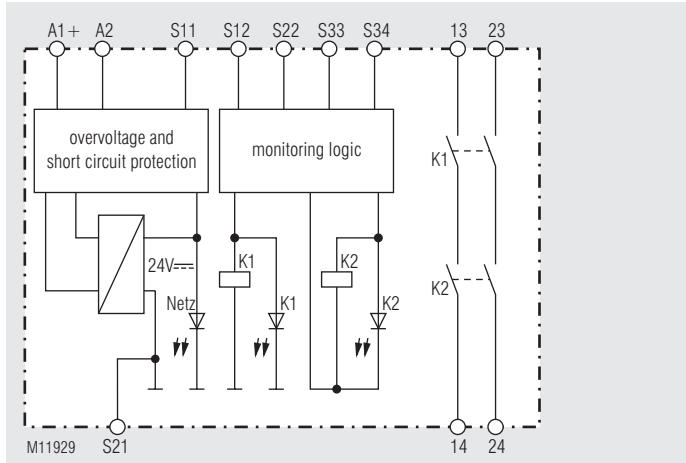 A1+ A2 S11 S12 S22 S33 S34 13 23
overvoltage and
short circuit protection
monitoring logic
K1
24V
K1
K2
K2
Netz
K1
K2
M11929
S21
14 24